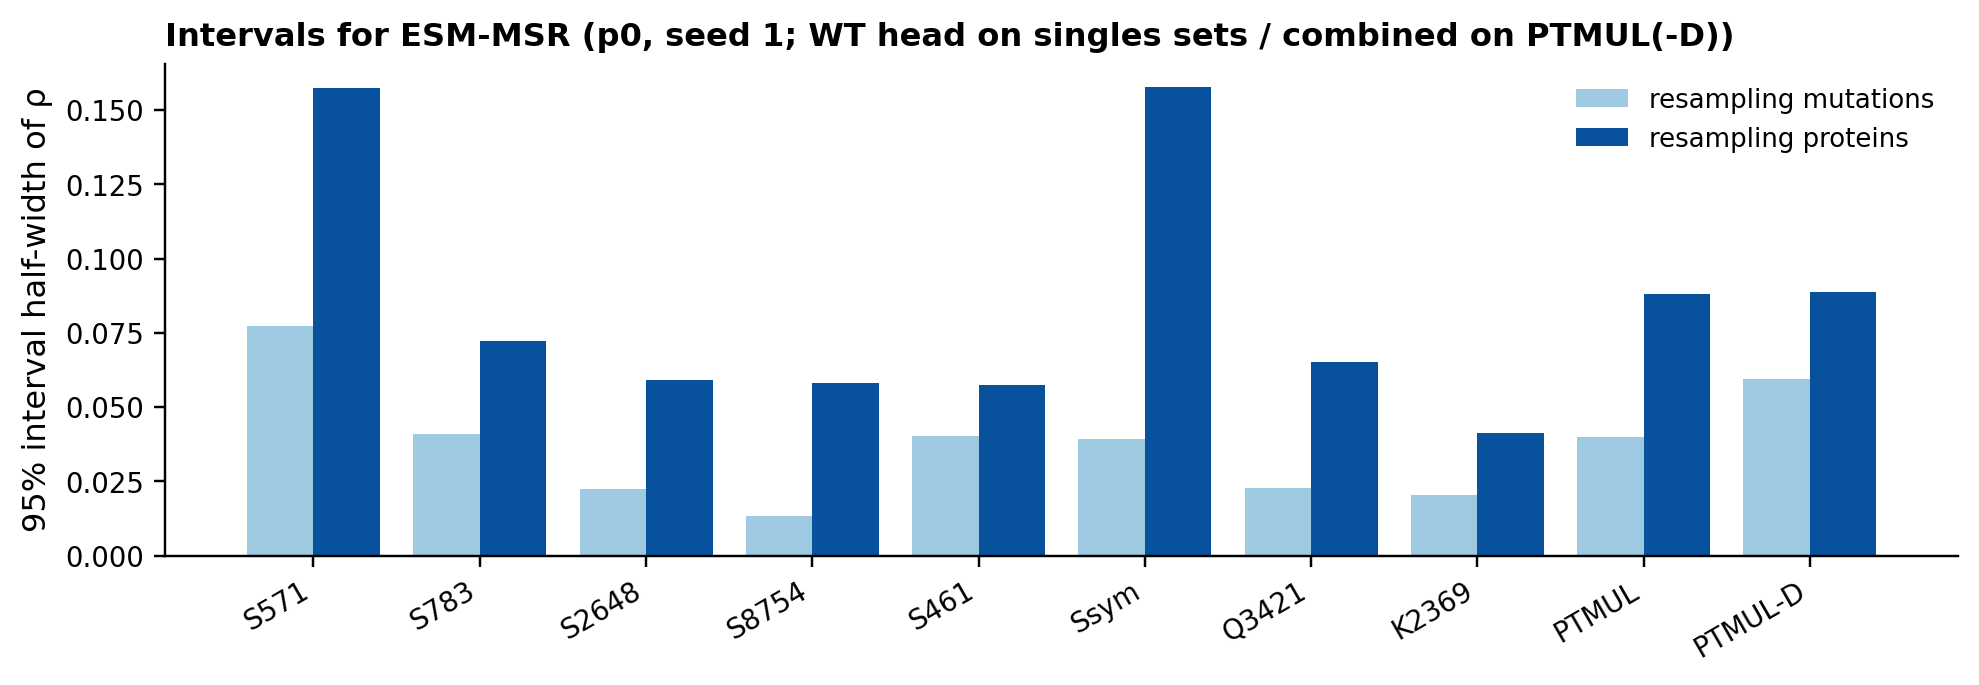 Intervals for ESM-MSR (p0, seed 1; WT head on singles sets / combined on PTMUL(-D))
95% interval half-width of ρ
0.150
0.125
0.100
0.075
0.050
0.025
0.000
resampling mutations
resampling proteins
S571
S783
S2648
S8754
S461
Ssym
Q3421
K2369
PTMUL
PTMUL-D